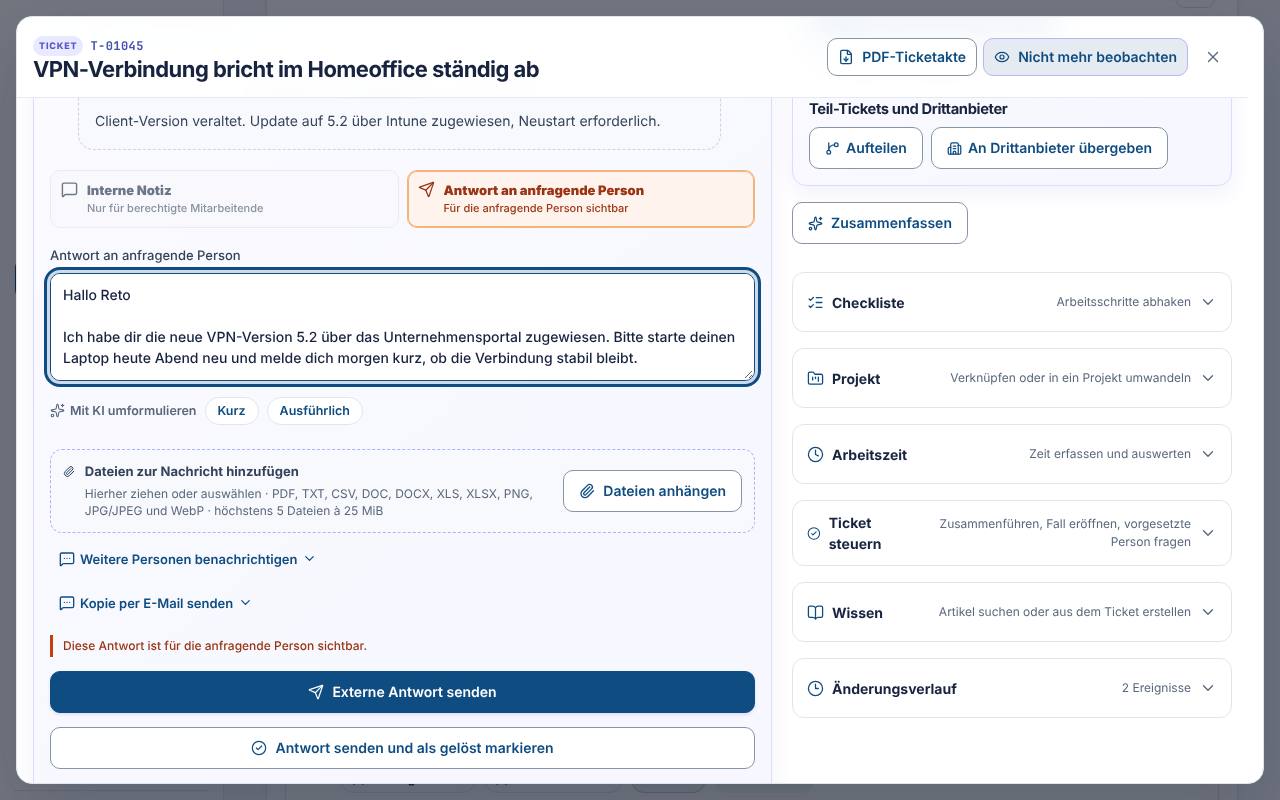 TICKET T-01045
VPN-Verbindung bricht im Homeoffice ständig ab
PDF-Ticketakte
Nicht mehr beobachten
Client-Version veraltet. Update auf 5.2 über Intune zugewiesen, Neustart erforderlich.
Interne Notiz
Nur für berechtigte Mitarbeitende
Antwort an anfragende Person
Für die anfragende Person sichtbar
Antwort an anfragende Person
Hallo Reto
Ich habe dir die neue VPN-Version 5.2 über das Unternehmensportal zugewiesen. Bitte starte deinen
Laptop heute Abend neu und melde dich morgen kurz, ob die Verbindung stabil bleibt.
Mit KI umformulieren
Kurz
Ausführlich
Dateien zur Nachricht hinzufügen
Hierher ziehen oder auswählen · PDF, TXT, CSV, DOC, DOCX, XLS, XLSX, PNG,
JPG/JPEG und WebP · höchstens 5 Dateien à 25 MiB
Dateien anhängen
Weitere Personen benachrichtigen
Kopie per E-Mail senden
Diese Antwort ist für die anfragende Person sichtbar.
Externe Antwort senden
Antwort senden und als gelöst markieren
Teil-Tickets und Drittanbieter
Aufteilen
An Drittanbieter übergeben
Zusammenfassen
Checkliste
Arbeitsschritte abhaken
Projekt
Verknüpfen oder in ein Projekt umwandeln
Arbeitszeit
Zeit erfassen und auswerten
Ticket
steuern
Zusammenführen, Fall eröffnen, vorgesetzte
Person fragen
Wissen
Artikel suchen oder aus dem Ticket erstellen
Änderungsverlauf
2 Ereignisse